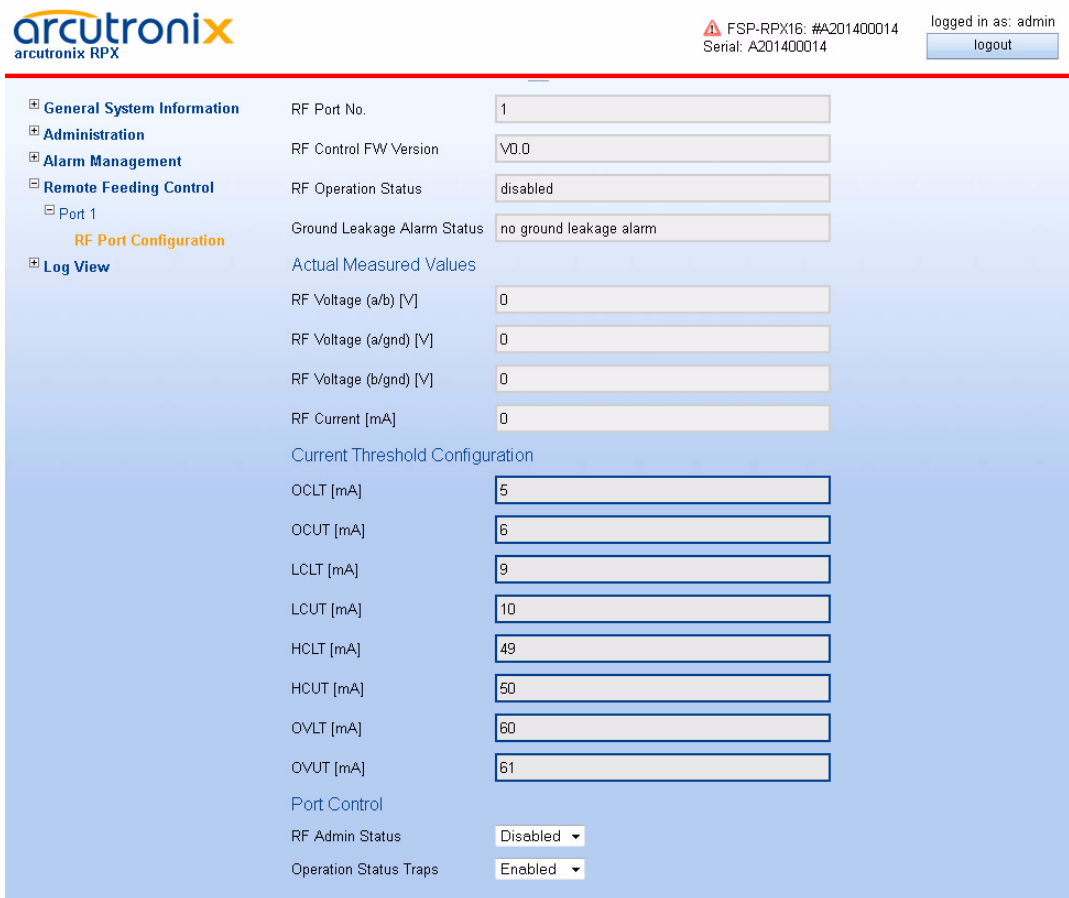 arcutronix
arcutronix RPX
FSP-RPX16: #A201400014
Serial: A201400014
logged in as: admin
logout
General System Information
Administration
Alarm Management
Remote Feeding Control
Port 1
RF Port Configuration
Log View
RF Port No. 1
RF Control FW Version V0.0
RF Operation Status disabled
Ground Leakage Alarm Status no ground leakage alarm
Actual Measured Values
RF Voltage (a/b) [V] 0
RF Voltage (a/gnd) [V] 0
RF Voltage (b/gnd) [V] 0
RF Current [mA] 0
Current Threshold Configuration
OCLT [mA] 5
OCUT [mA] 6
LCLT [mA] 9
LCUT [mA] 10
HCLT [mA] 49
HCUT [mA] 50
OVLT [mA] 60
OVUT [mA] 61
Port Control
RF Admin Status Disabled
Operation Status Traps Enabled